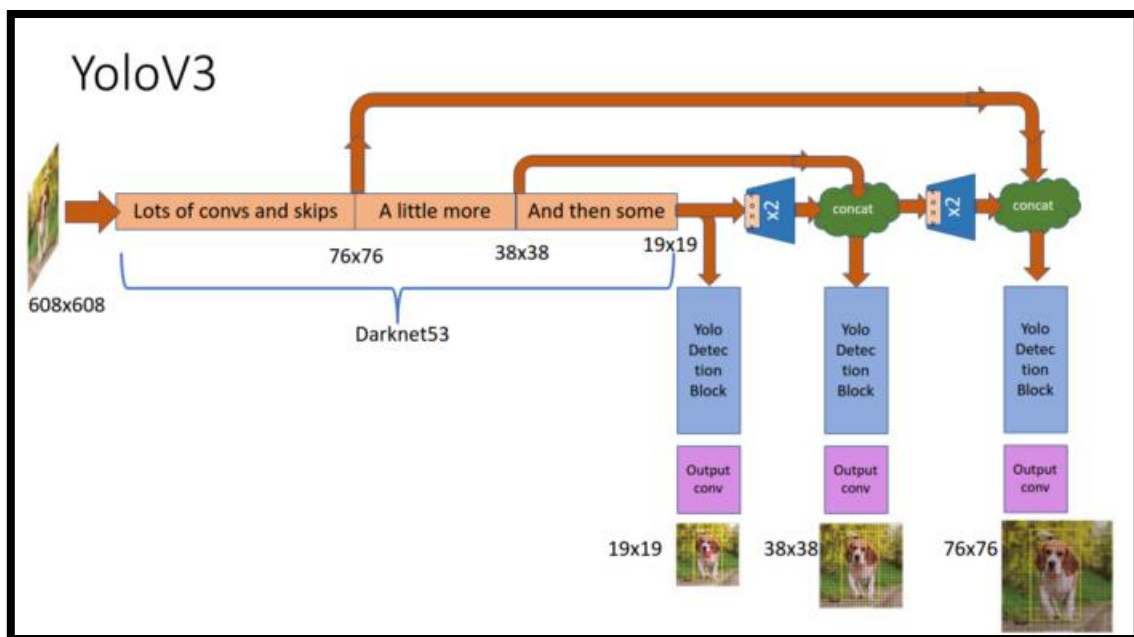 YoloV3
Lots of convs and skips
A little more
And then some
x2
concat
x2
concat
76x76
38x38
19x19
608x608
Darknet53
Yolo
Detec
tion
Block
Yolo
Detec
tion
Block
Yolo
Detec
tion
Block
Output
conv
Output
conv
Output
conv
19x19
38x38
76x76